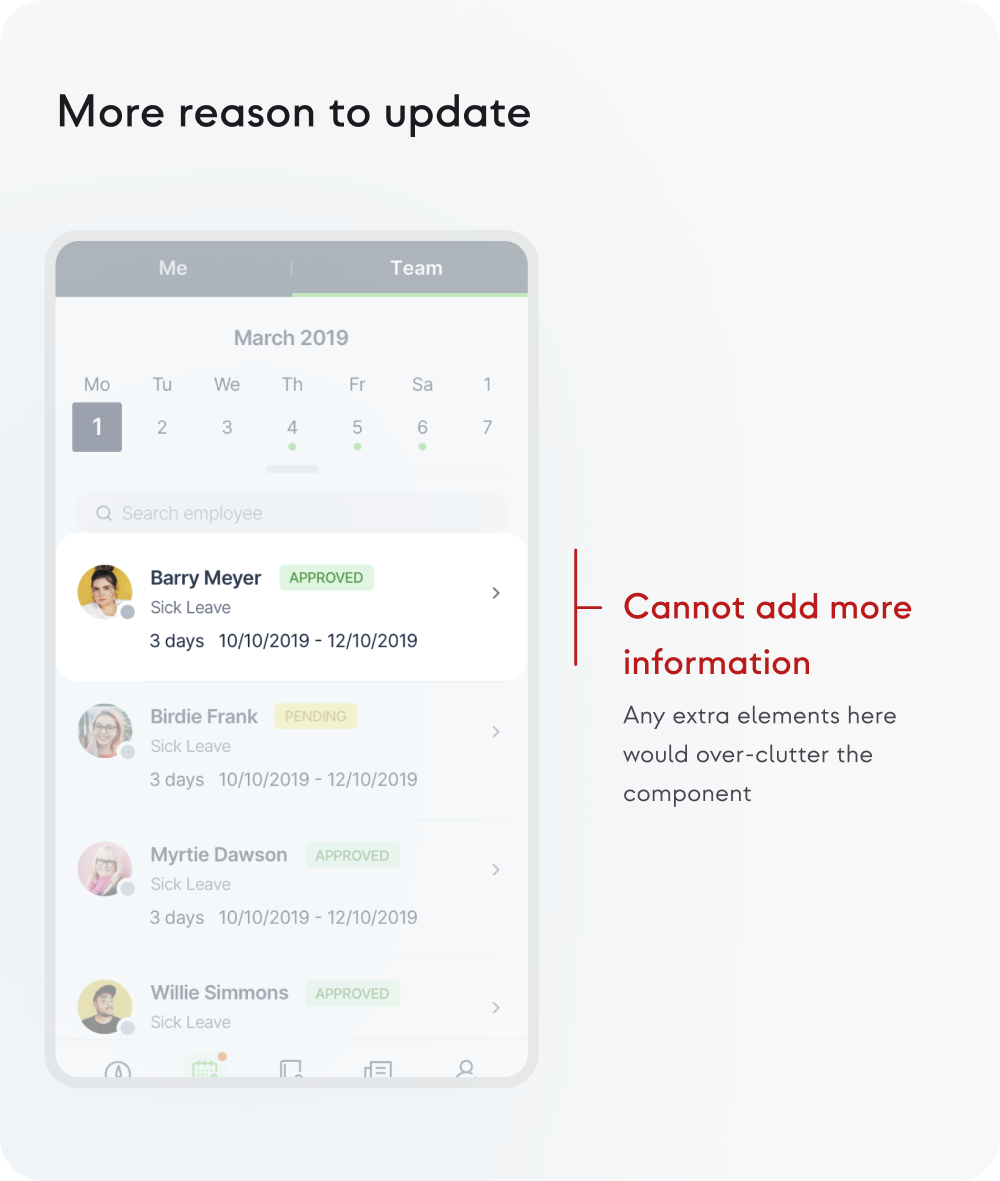 More reason to update
Me
Team
March 2019
Mo Tu We Th Fr Sa 1
1 2 3 4 5 6 7
Search employee
Barry Meyer APPROVED
Sick Leave
3 days 10/10/2019 - 12/10/2019
Cannot add more
information
Any extra elements here
would over-clutter the
component
Birdie Frank PENDING
Sick Leave
3 days 10/10/2019 - 12/10/2019
Myrtie Dawson APPROVED
Sick Leave
3 days 10/10/2019 - 12/10/2019
Willie Simmons APPROVED
Sick Leave